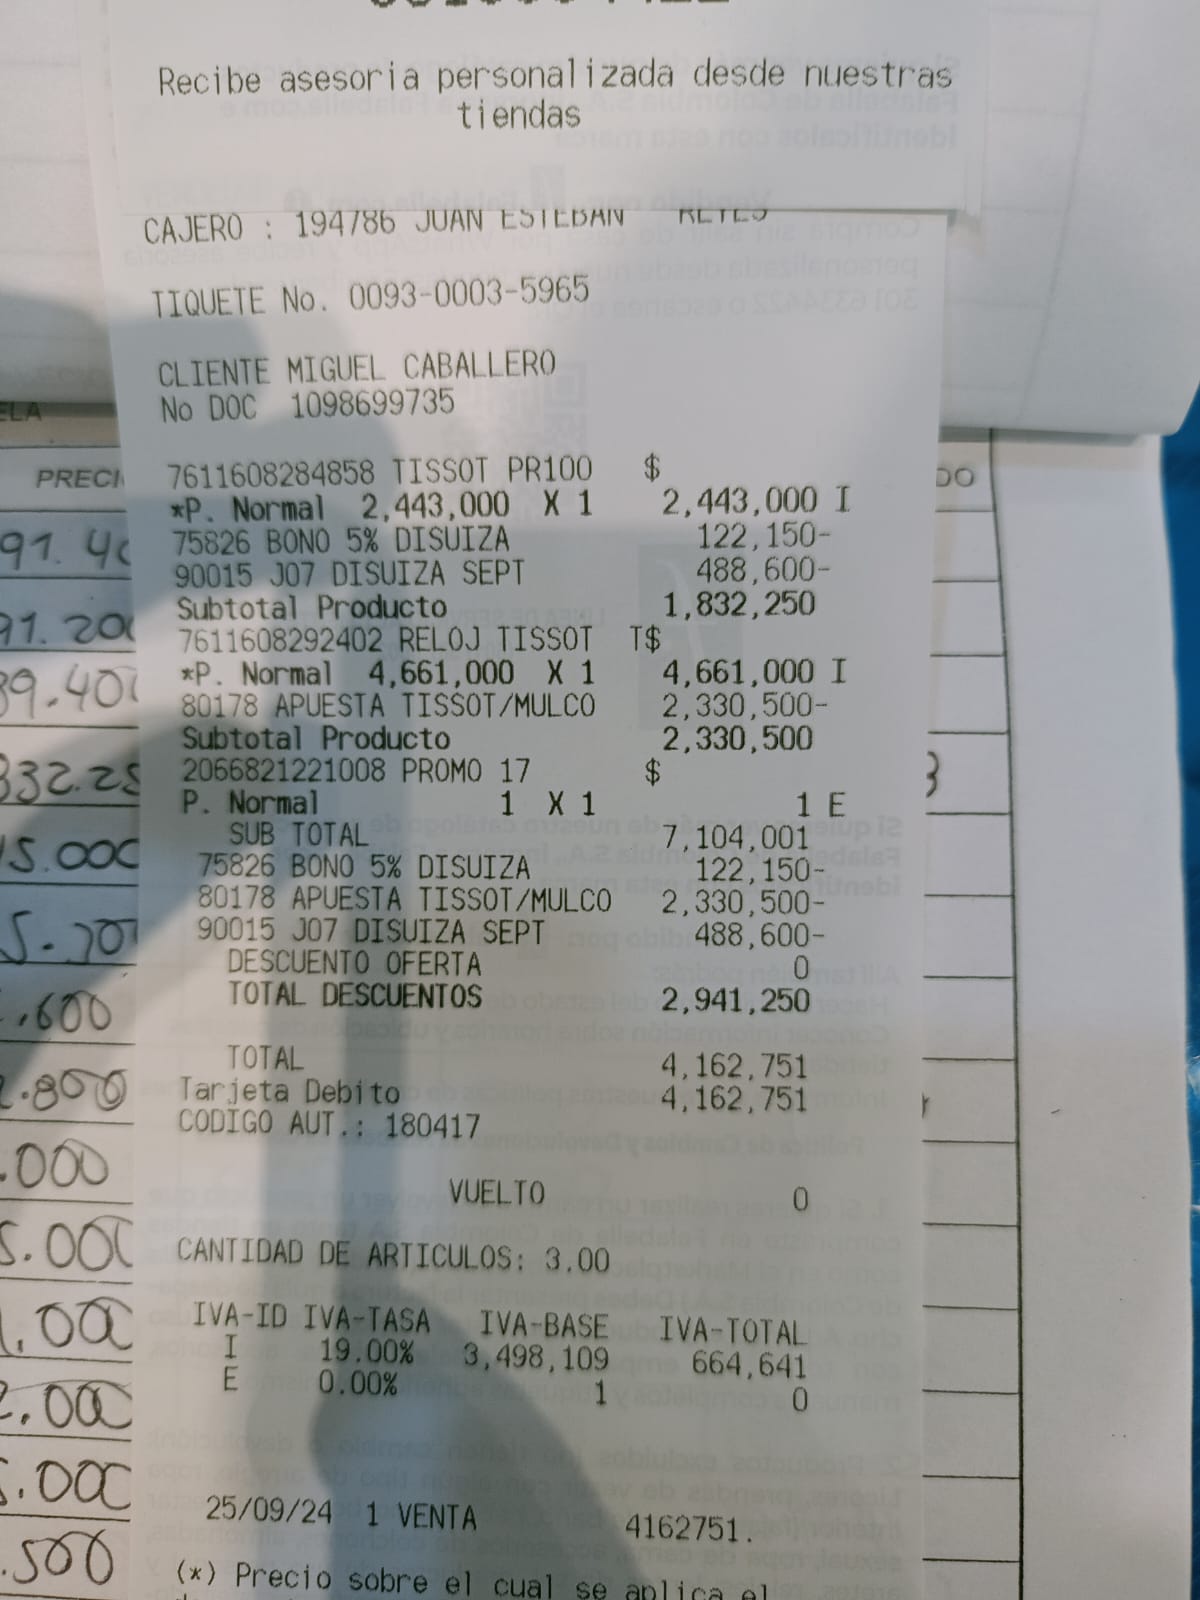 Recibe asesoria personalizada desde nuestras
tiendas
CAJERO : 194786 JUAN ESTEBAN REYES
TIQUETE No. 0093-0003-5965
CLIENTE MIGUEL CABALLERO
No DOC 1098699735
ELA
PRECI
DO
7611608284858 TISSOT PR100 $
*P. Normal 2,443,000 X 1 2,443,000 I
75826 BONO 5% DISUIZA 122,150-
90015 J07 DISUIZA SEPT 488,600-
Subtotal Producto 1,832,250
7611608292402 RELOJ TISSOT T$
*P. Normal 4,661,000 X 1 4,661,000 I
80178 APUESTA TISSOT/MULCO 2,330,500-
Subtotal Producto 2,330,500
2066821221008 PROMO 17 $
P. Normal 1 X 1 1 E
SUB TOTAL 7,104,001
75826 BONO 5% DISUIZA 122,150-
80178 APUESTA TISSOT/MULCO 2,330,500-
90015 J07 DISUIZA SEPT 488,600-
DESCUENTO OFERTA 0
TOTAL DESCUENTOS 2,941,250
TOTAL 4,162,751
Tarjeta Debito 4,162,751
CODIGO AUT.: 180417
VUELTO 0
CANTIDAD DE ARTICULOS: 3.00
IVA-ID IVA-TASA IVA-BASE IVA-TOTAL
I 19.00% 3,498,109 664,641
E 0.00% 1 0
25/09/24 1 VENTA 4162751.
(*) Precio sobre el cual se aplica el